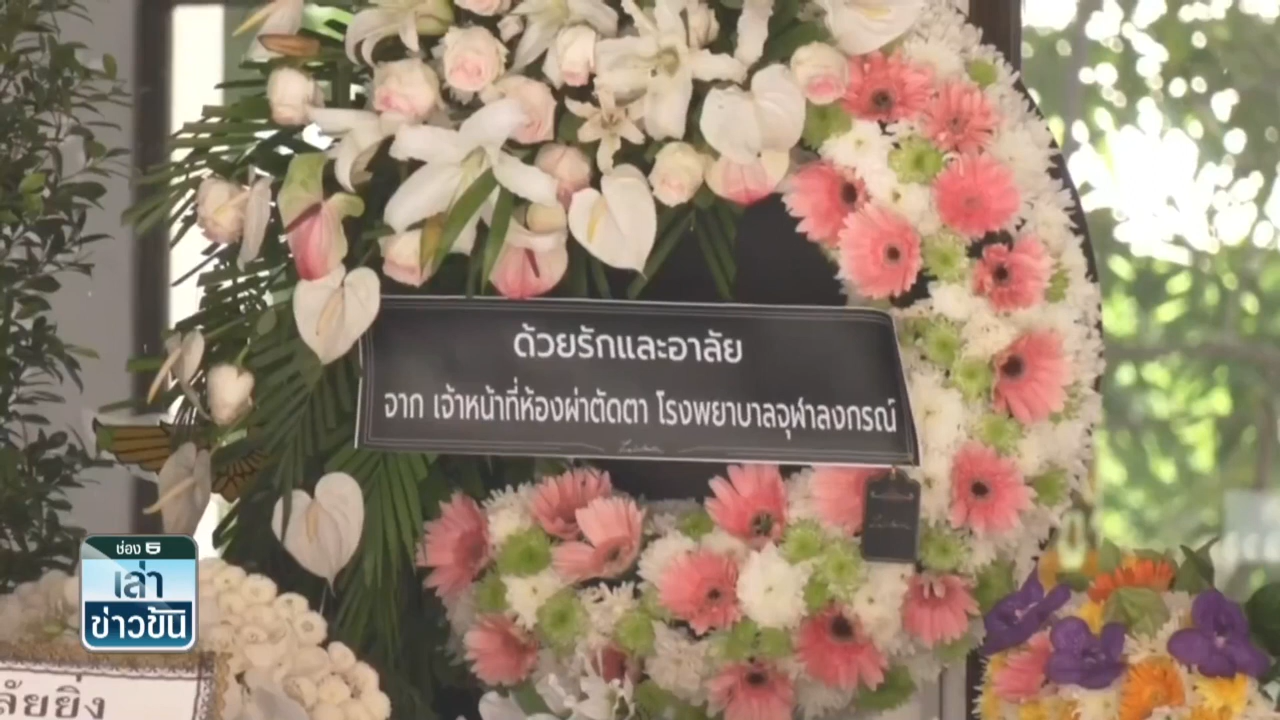 ด้วยรักและอาลัย
จาก เจ้าหน้าที่ห้องผ่าตัดตา โรงพยาบาลจุฬาลงกรณ์
ช่อง 5
เล่า
ข่าวข้น
ลัยยิ่ง